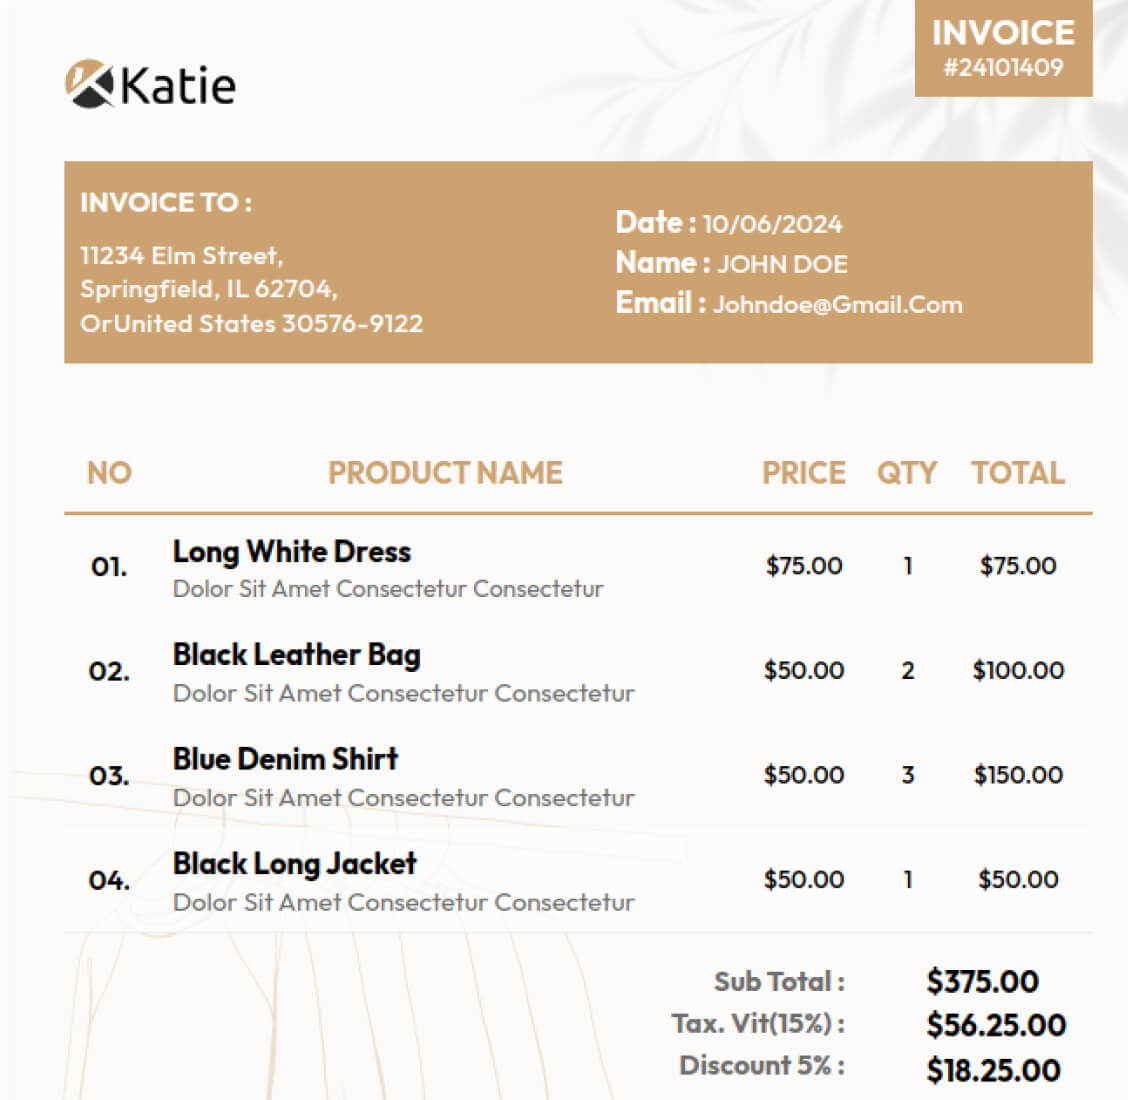 INVOICE
#24101409
Katie
INVOICE TO :
11234 Elm Street,
Springfield, IL 62704,
OrUnited States 30576-9122
Date : 10/06/2024
Name : JOHN DOE
Email : Johndoe@Gmail.Com
NO PRODUCT NAME PRICE QTY TOTAL
01. Long White Dress $75.00 1 $75.00
Dolor Sit Amet Consectetur Consectetur
02. Black Leather Bag $50.00 2 $100.00
Dolor Sit Amet Consectetur Consectetur
03. Blue Denim Shirt $50.00 3 $150.00
Dolor Sit Amet Consectetur Consectetur
04. Black Long Jacket $50.00 1 $50.00
Dolor Sit Amet Consectetur Consectetur
Sub Total : $375.00
Tax. Vit(15%) : $56.25.00
Discount 5% : $18.25.00